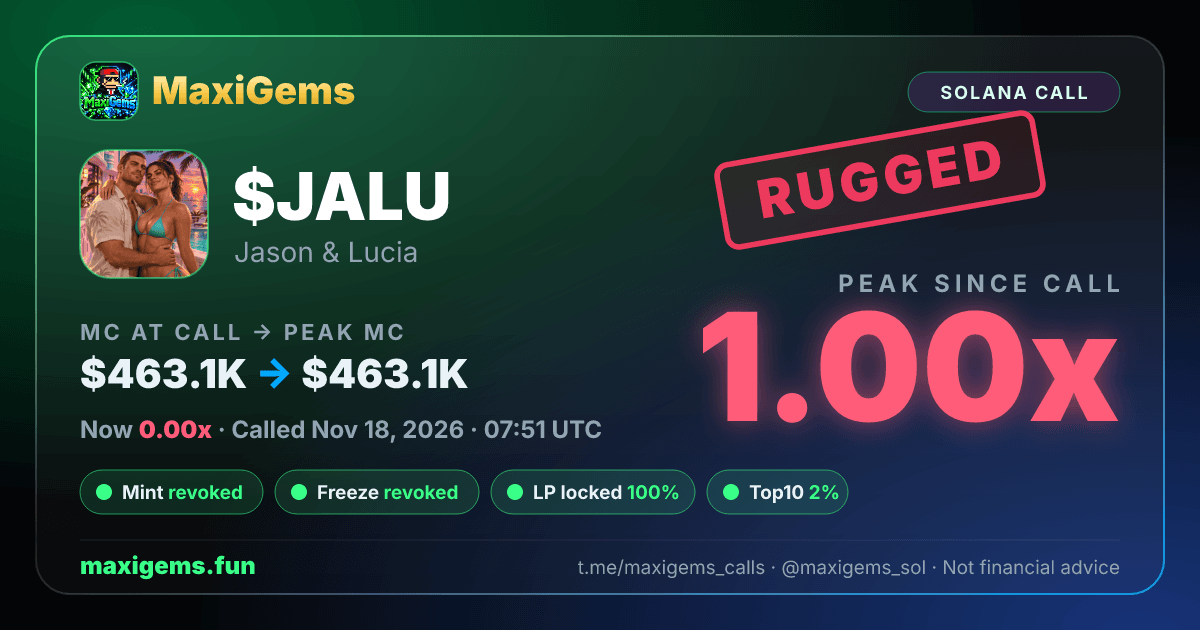 MaxiGems
SOLANA CALL
MaxiGems
$JALU
Jason & Lucia
RUGGED
PEAK SINCE CALL
1.00x
MC AT CALL → PEAK MC
$463.1K → $463.1K
Now 0.00x · Called Nov 18, 2026 · 07:51 UTC
Mint revoked
Freeze revoked
LP locked 100%
Top10 2%
maxigems.fun
t.me/maxigems_calls · @maxigems_sol · Not financial advice